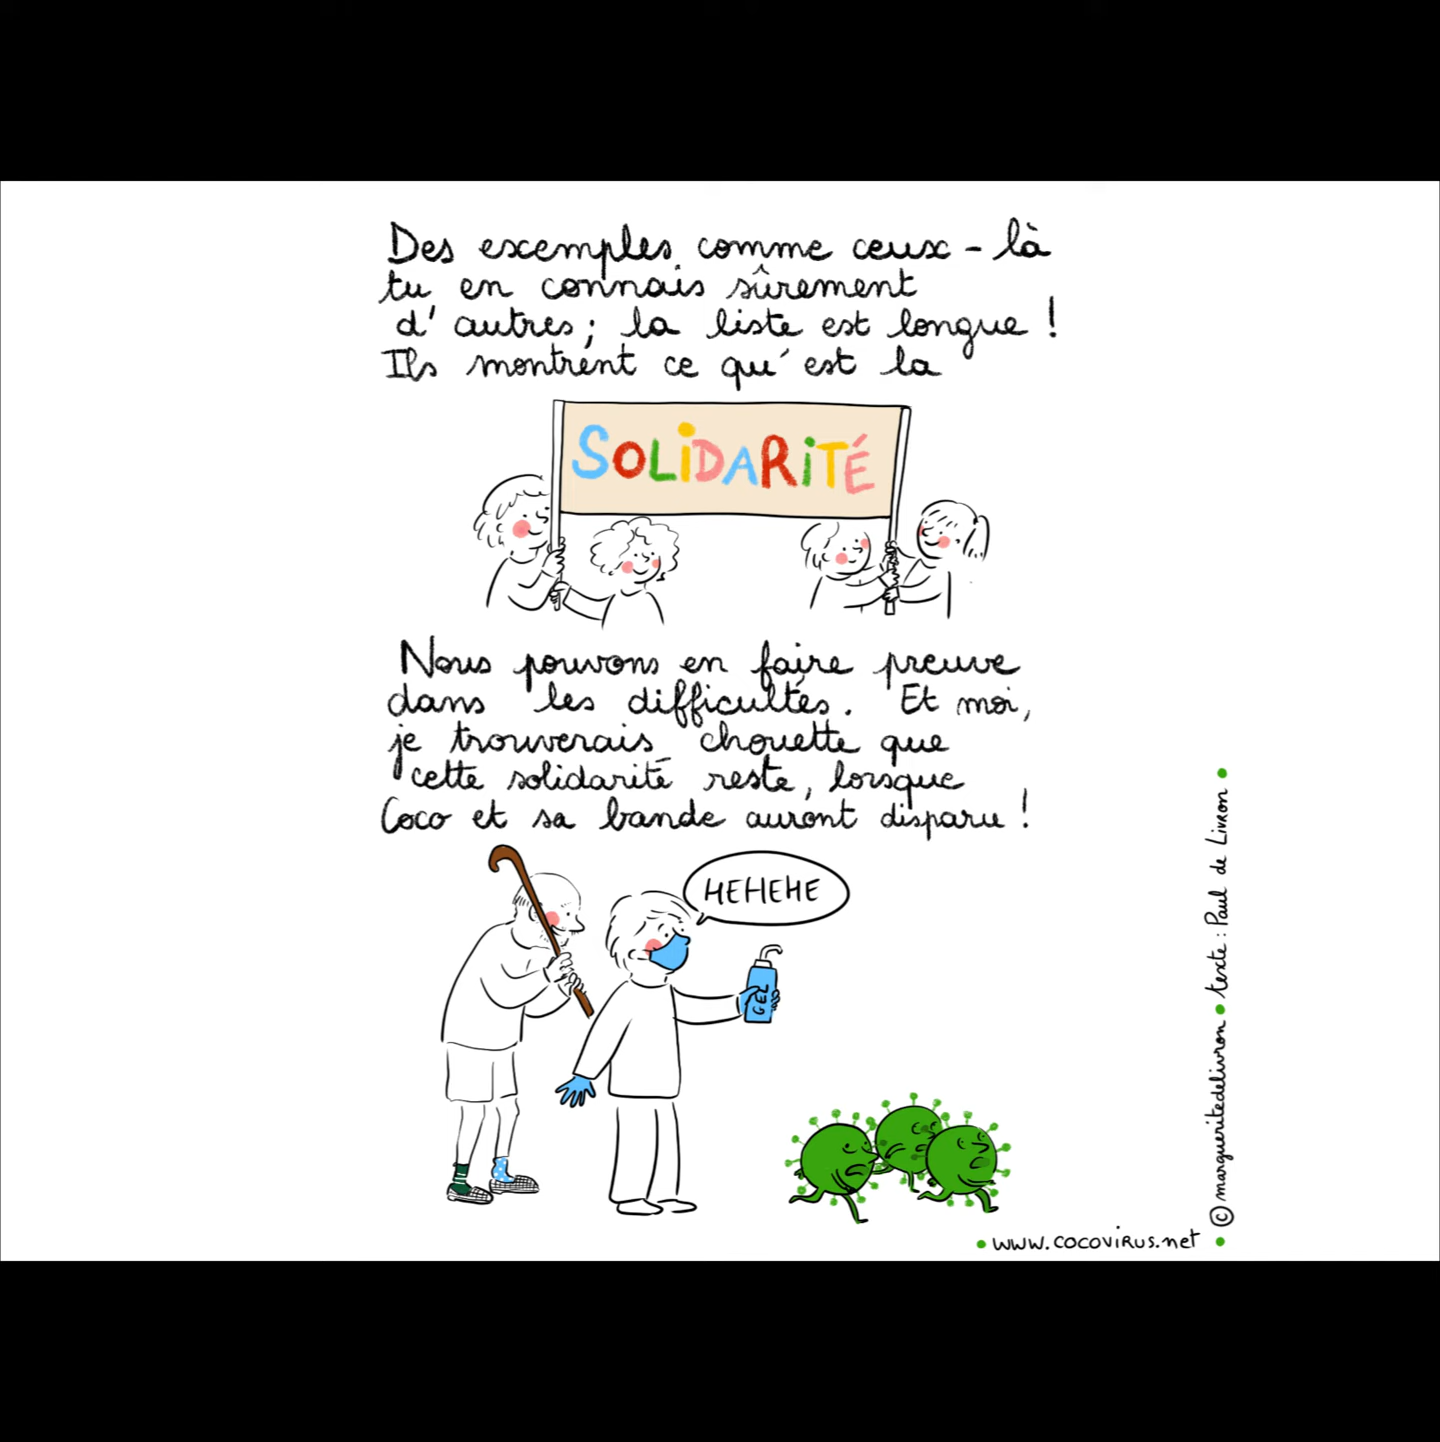 Des exemples comme ceux-là
tu en connais sûrement
d'autres; la liste est longue !
Ils montrent ce qu'est la
SOLiDARiTÉ
Nous pouvons en faire preuve
dans les difficultés. Et moi,
je trouverais chouette que
cette solidarité reste, lorsque
Coco et sa bande auront disparu !
HEHEHE
GEL
© margueritedelivron • texte : Paul de Livron •
• www.cocovirus.net •